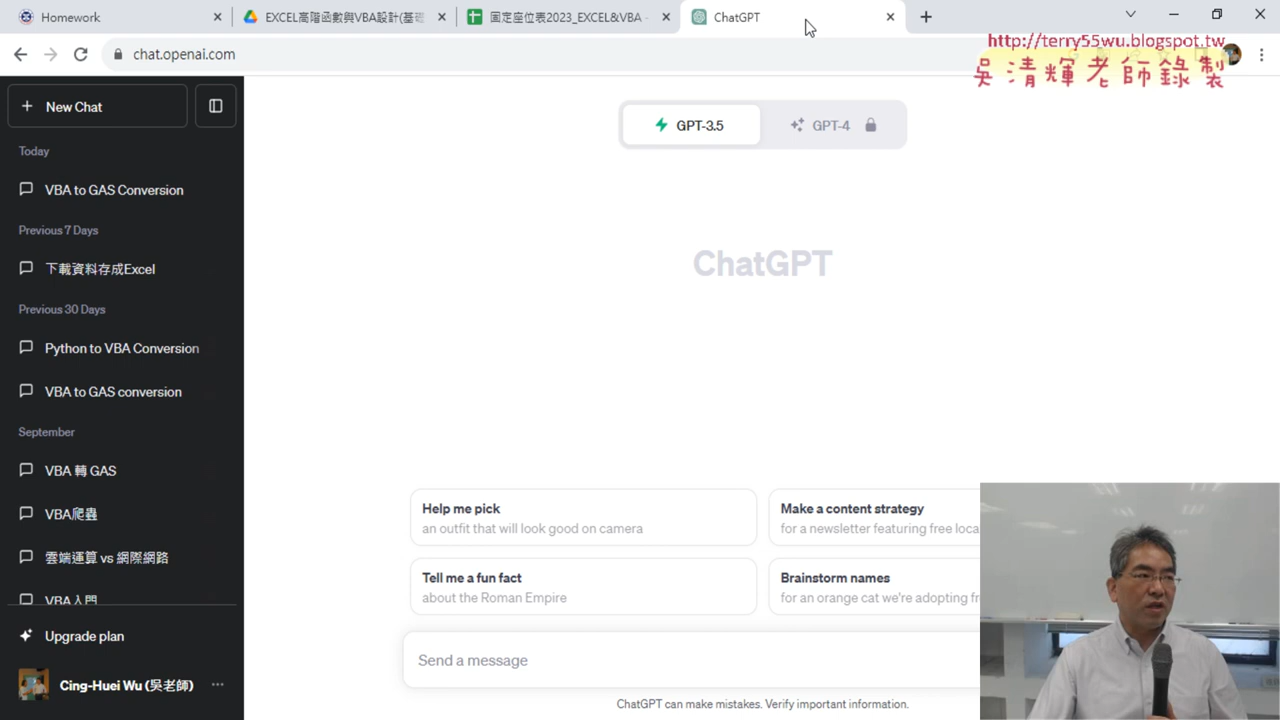 Homework
EXCEL高階函數與VBA設計(基礎
固定座位表2023_EXCEL&VBA -
ChatGPT
chat.openai.com
http://terry55wu.blogspot.tw
吳清輝老師錄製
New Chat
Today
VBA to GAS Conversion
Previous 7 Days
下載資料存成Excel
Previous 30 Days
Python to VBA Conversion
VBA to GAS conversion
September
VBA 轉 GAS
VBA爬蟲
雲端運算 vs 網際網路
VBA入門
Upgrade plan
Cing-Huei Wu (吳老師)
GPT-3.5
GPT-4
ChatGPT
Help me pick
an outfit that will look good on camera
Make a content strategy
for a newsletter featuring free loca
Tell me a fun fact
about the Roman Empire
Brainstorm names
for an orange cat we're adopting fr
Send a message
ChatGPT can make mistakes. Verify important information.